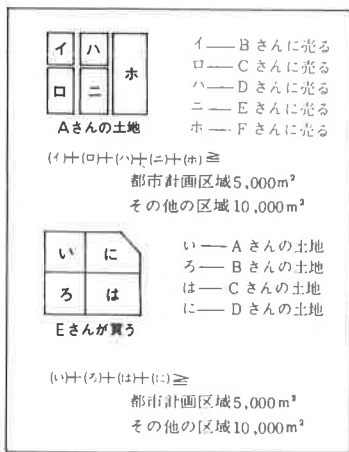 イ ハ
ホ
ロ ニ
Aさんの土地
イ── Bさんに売る
ロ── Cさんに売る
ハ── Dさんに売る
ニ── Eさんに売る
ホ── Fさんに売る
(イ)+(ロ)+(ハ)+(ニ)+(ホ)≧
都市計画区域5,000m²
その他の区域10,000m²
い に
ろ は
Eさんが買う
い── Aさんの土地
ろ── Bさんの土地
は── Cさんの土地
に── Dさんの土地
(い)+(ろ)+(は)+(に)≧
都市計画区域5,000m²
その他の区域10,000m²